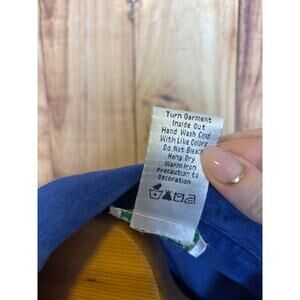 Turn Garment
Inside Out
Hand Wash Cold
With Like Colors
Do Not Bleach
Hang Dry
Warm Iron
Precaution to
Decoration